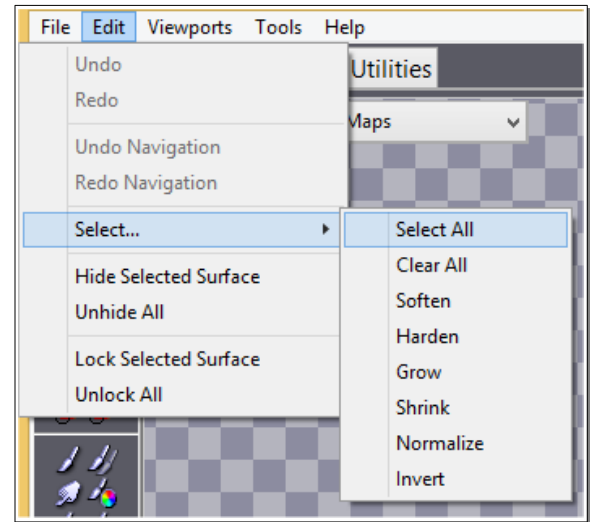 File Edit Viewports Tools Help
Utilities
Maps
Undo
Redo
Undo Navigation
Redo Navigation
Select...
Hide Selected Surface
Unhide All
Lock Selected Surface
Unlock All
Select All
Clear All
Soften
Harden
Grow
Shrink
Normalize
Invert